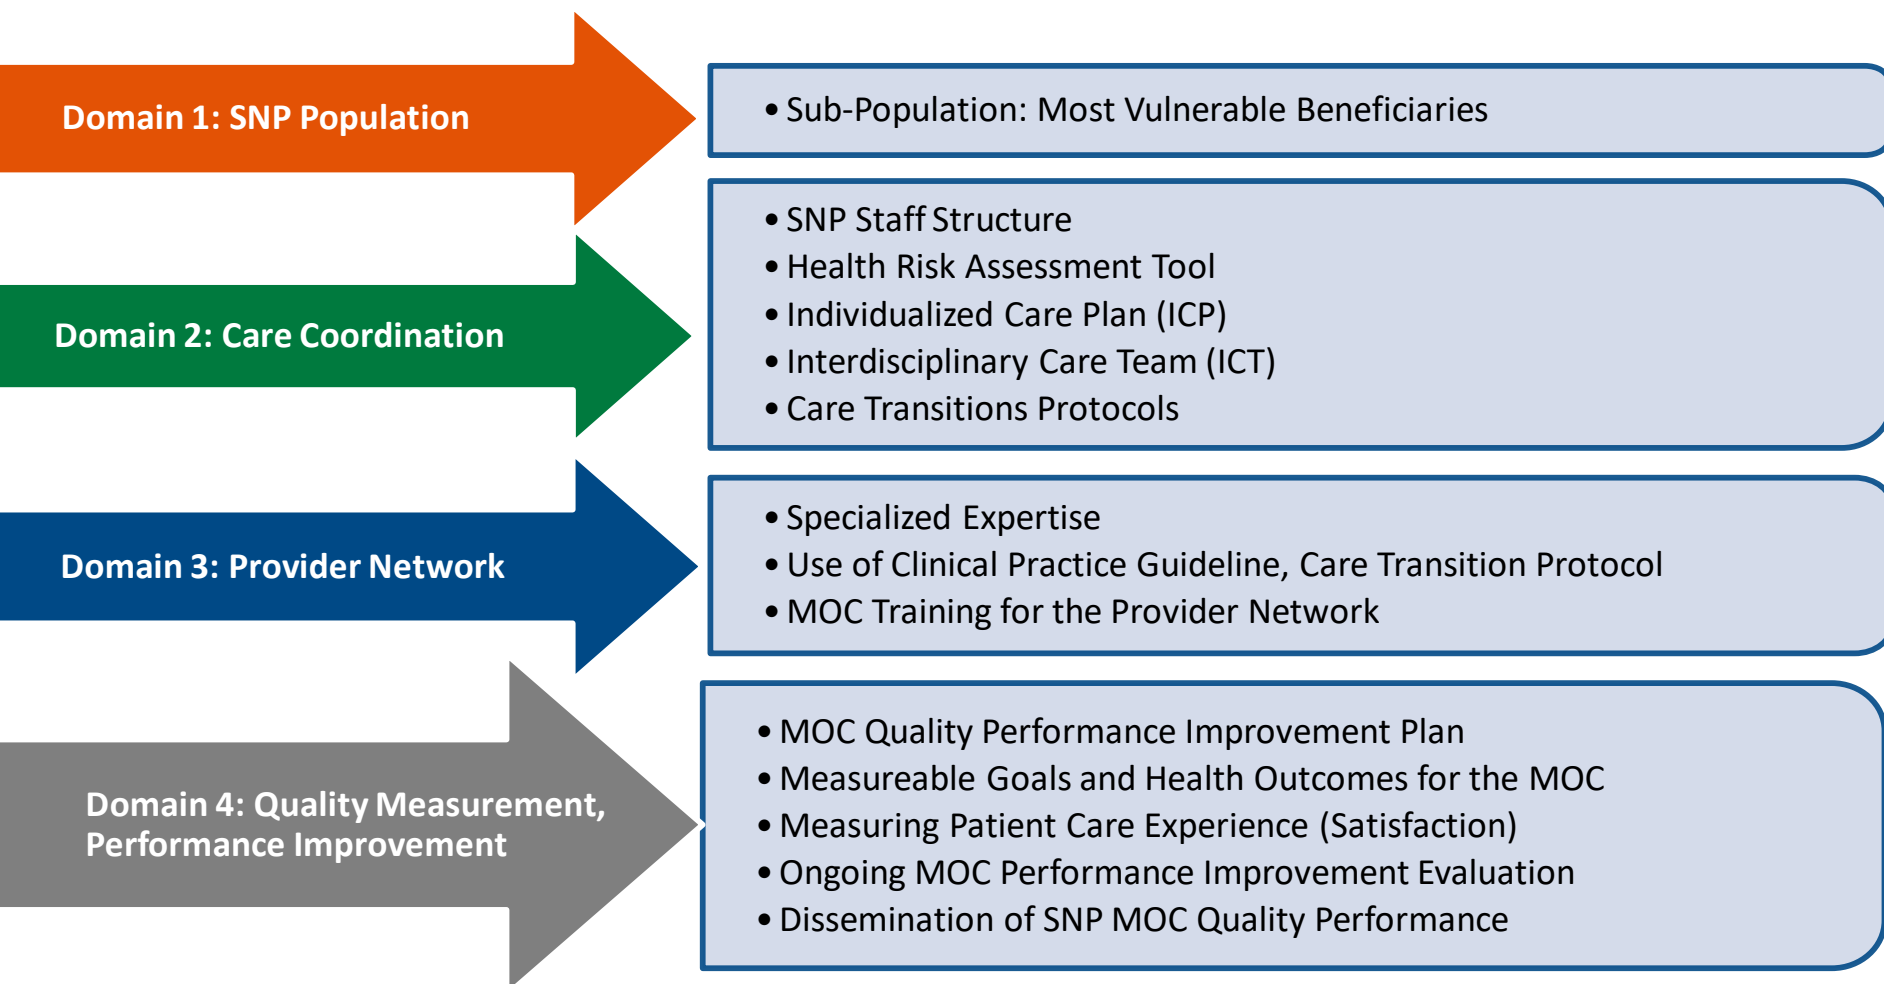 Domain 1: SNP Population
• Sub-Population: Most Vulnerable Beneficiaries
Domain 2: Care Coordination
• SNP Staff Structure
• Health Risk Assessment Tool
• Individualized Care Plan (ICP)
• Interdisciplinary Care Team (ICT)
• Care Transitions Protocols
Domain 3: Provider Network
• Specialized Expertise
• Use of Clinical Practice Guideline, Care Transition Protocol
• MOC Training for the Provider Network
Domain 4: Quality Measurement,
Performance Improvement
• MOC Quality Performance Improvement Plan
• Measureable Goals and Health Outcomes for the MOC
• Measuring Patient Care Experience (Satisfaction)
• Ongoing MOC Performance Improvement Evaluation
• Dissemination of SNP MOC Quality Performance